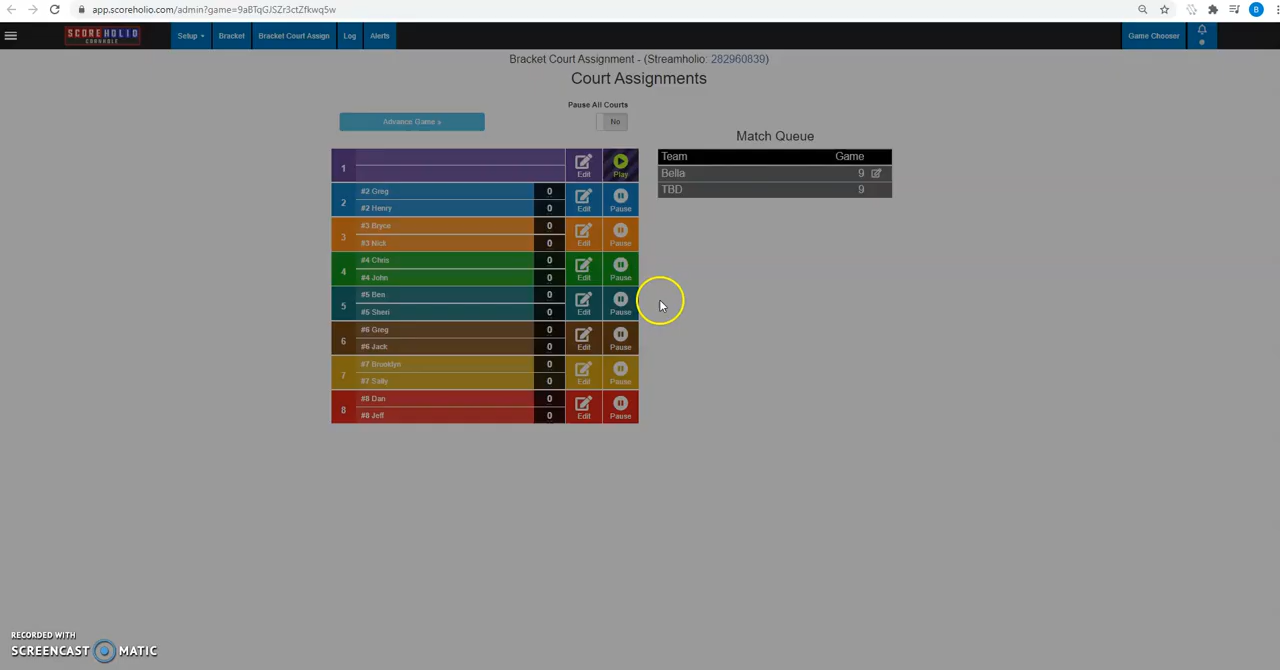 app.scoreholio.com/admin?game=9aBTqGJSZr3ctZfkwq5w
B
SCOREHOLIO
CORNHOLE
Setup
Bracket
Bracket Court Assign
Log
Alerts
Game Chooser
Bracket Court Assignment - (Streamholio: 282960839)
Court Assignments
Pause All Courts
Advance Game »
No
Match Queue
Team Game
Bella 9
TBD 9
1 Edit Play
2 #2 Greg 0
#2 Henry 0
Edit Pause
3 #3 Bryce 0
#3 Nick 0
Edit Pause
4 #4 Chris 0
#4 John 0
Edit Pause
5 #5 Ben 0
#5 Sheri 0
Edit Pause
6 #6 Greg 0
#6 Jack 0
Edit Pause
7 #7 Brooklyn 0
#7 Sally 0
Edit Pause
8 #8 Dan 0
#8 Jeff 0
Edit Pause
RECORDED WITH
SCREENCAST MATIC